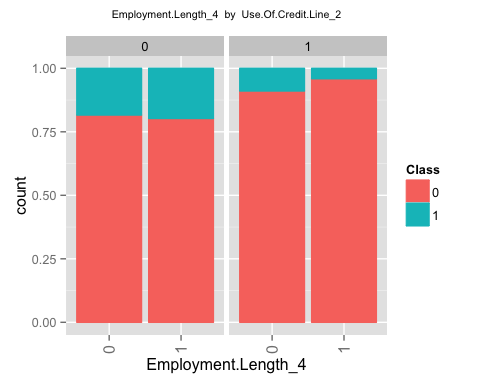 Employment.Length_4 by Use.Of.Credit.Line_2
0 1
1.00
0.75
0.50
0.25
0.00
count
0 1 0 1
Employment.Length_4
Class
0
1